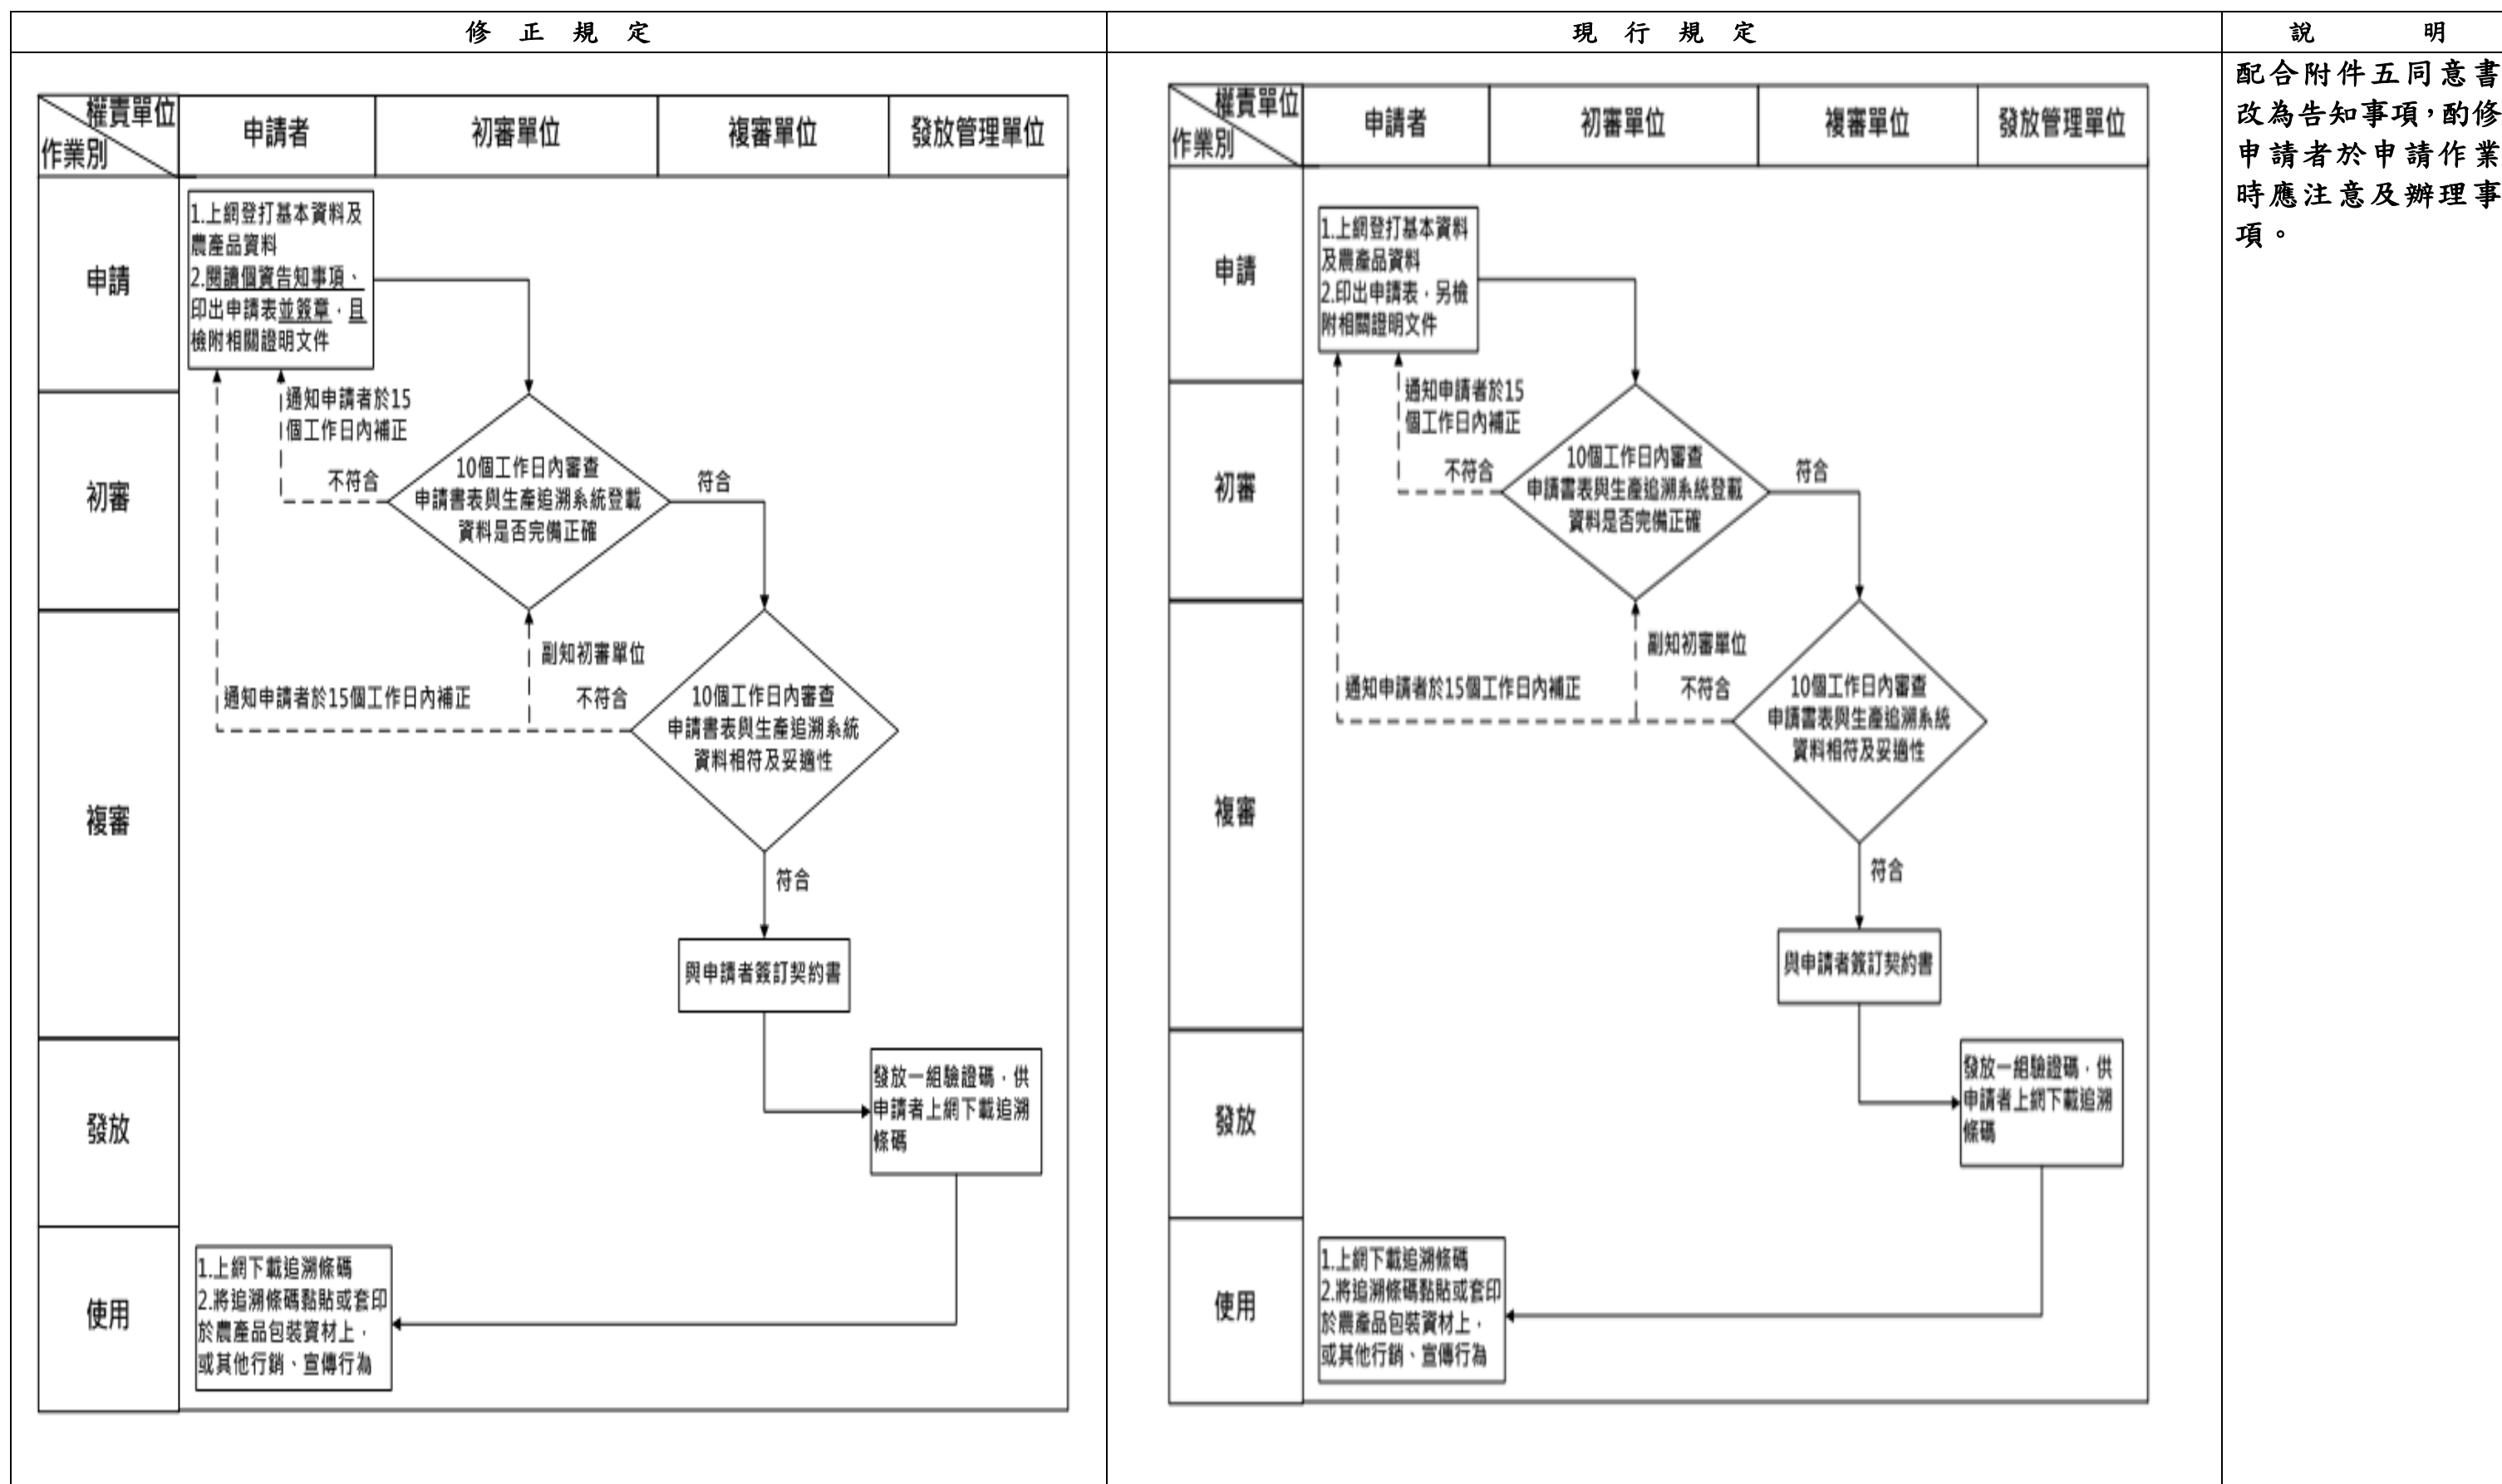 修正規定
現行規定
說明
權責單位
作業別
申請者
初審單位
複審單位
發放管理單位
申請
1.上網登打基本資料及
農產品資料
2.閱讀個資告知事項、
印出申請表並簽章，且
檢附相關證明文件
通知申請者於15
個工作日內補正
初審
不符合
10個工作日內審查
申請書表與生產追溯系統登載
資料是否完備正確
符合
複審
副知初審單位
通知申請者於15個工作日內補正
不符合
10個工作日內審查
申請書表與生產追溯系統
資料相符及妥適性
符合
與申請者簽訂契約書
發放
發放一組驗證碼，供
申請者上網下載追溯
條碼
使用
1.上網下載追溯條碼
2.將追溯條碼黏貼或套印
於農產品包裝資材上，
或其他行銷、宣傳行為
權責單位
作業別
申請者
初審單位
複審單位
發放管理單位
申請
1.上網登打基本資料
及農產品資料
2.印出申請表，另檢
附相關證明文件
通知申請者於15
個工作日內補正
初審
不符合
10個工作日內審查
申請書表與生產追溯系統登載
資料是否完備正確
符合
複審
副知初審單位
通知申請者於15個工作日內補正
不符合
10個工作日內審查
申請書表與生產追溯系統
資料相符及妥適性
符合
與申請者簽訂契約書
發放
發放一組驗證碼，供
申請者上網下載追溯
條碼
使用
1.上網下載追溯條碼
2.將追溯條碼黏貼或套印
於農產品包裝資材上，
或其他行銷、宣傳行為
配合附件五同意書
改為告知事項，酌修
申請者於申請作業
時應注意及辦理事
項。